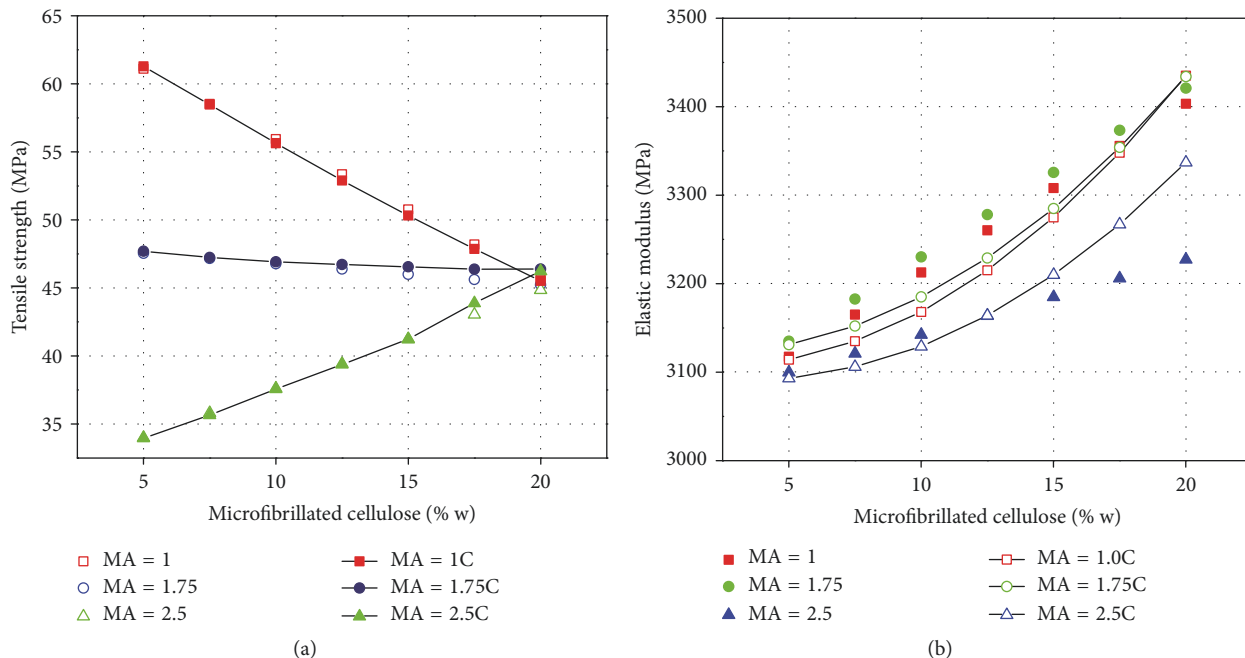 65
60
55
50
45
40
35
Tensile strength (MPa)
5
10
15
20
Microfibrillated cellulose (% w)
MA = 1
MA = 1.75
MA = 2.5
MA = 1C
MA = 1.75C
MA = 2.5C
(a)
3500
3400
3300
3200
3100
3000
Elastic modulus (MPa)
5
10
15
20
Microfibrillated cellulose (% w)
MA = 1
MA = 1.75
MA = 2.5
MA = 1.0C
MA = 1.75C
MA = 2.5C
(b)